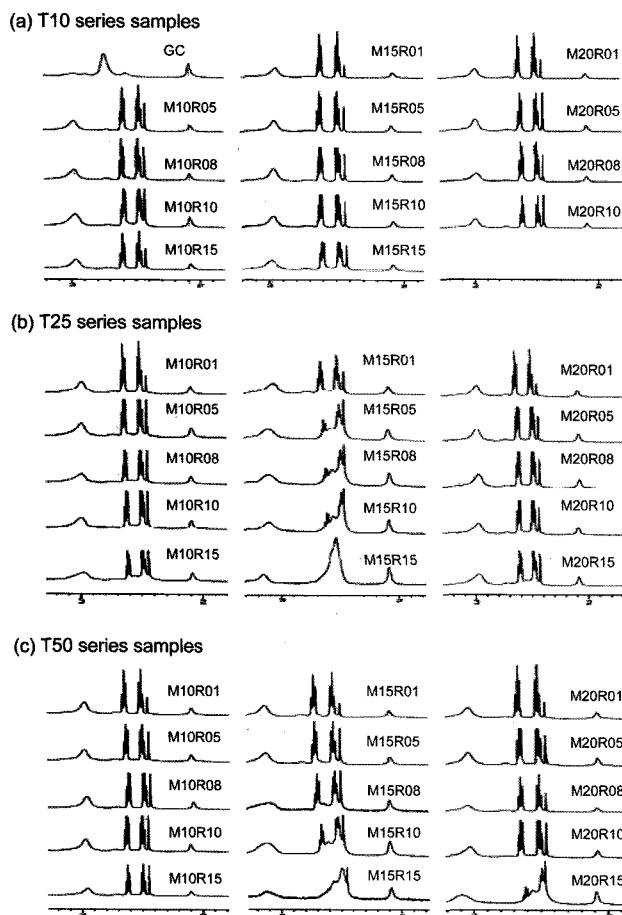 (a) T10 series samples
GC
M10R05
M10R08
M10R10
M10R15
M15R01
M15R05
M15R08
M15R10
M15R15
M20R01
M20R05
M20R08
M20R10
(b) T25 series samples
M10R01
M10R05
M10R08
M10R10
M10R15
M15R01
M15R05
M15R08
M15R10
M15R15
M20R01
M20R05
M20R08
M20R10
M20R15
(c) T50 series samples
M10R01
M10R05
M10R08
M10R10
M10R15
M15R01
M15R05
M15R08
M15R10
M15R15
M20R01
M20R05
M20R08
M20R10
M20R15